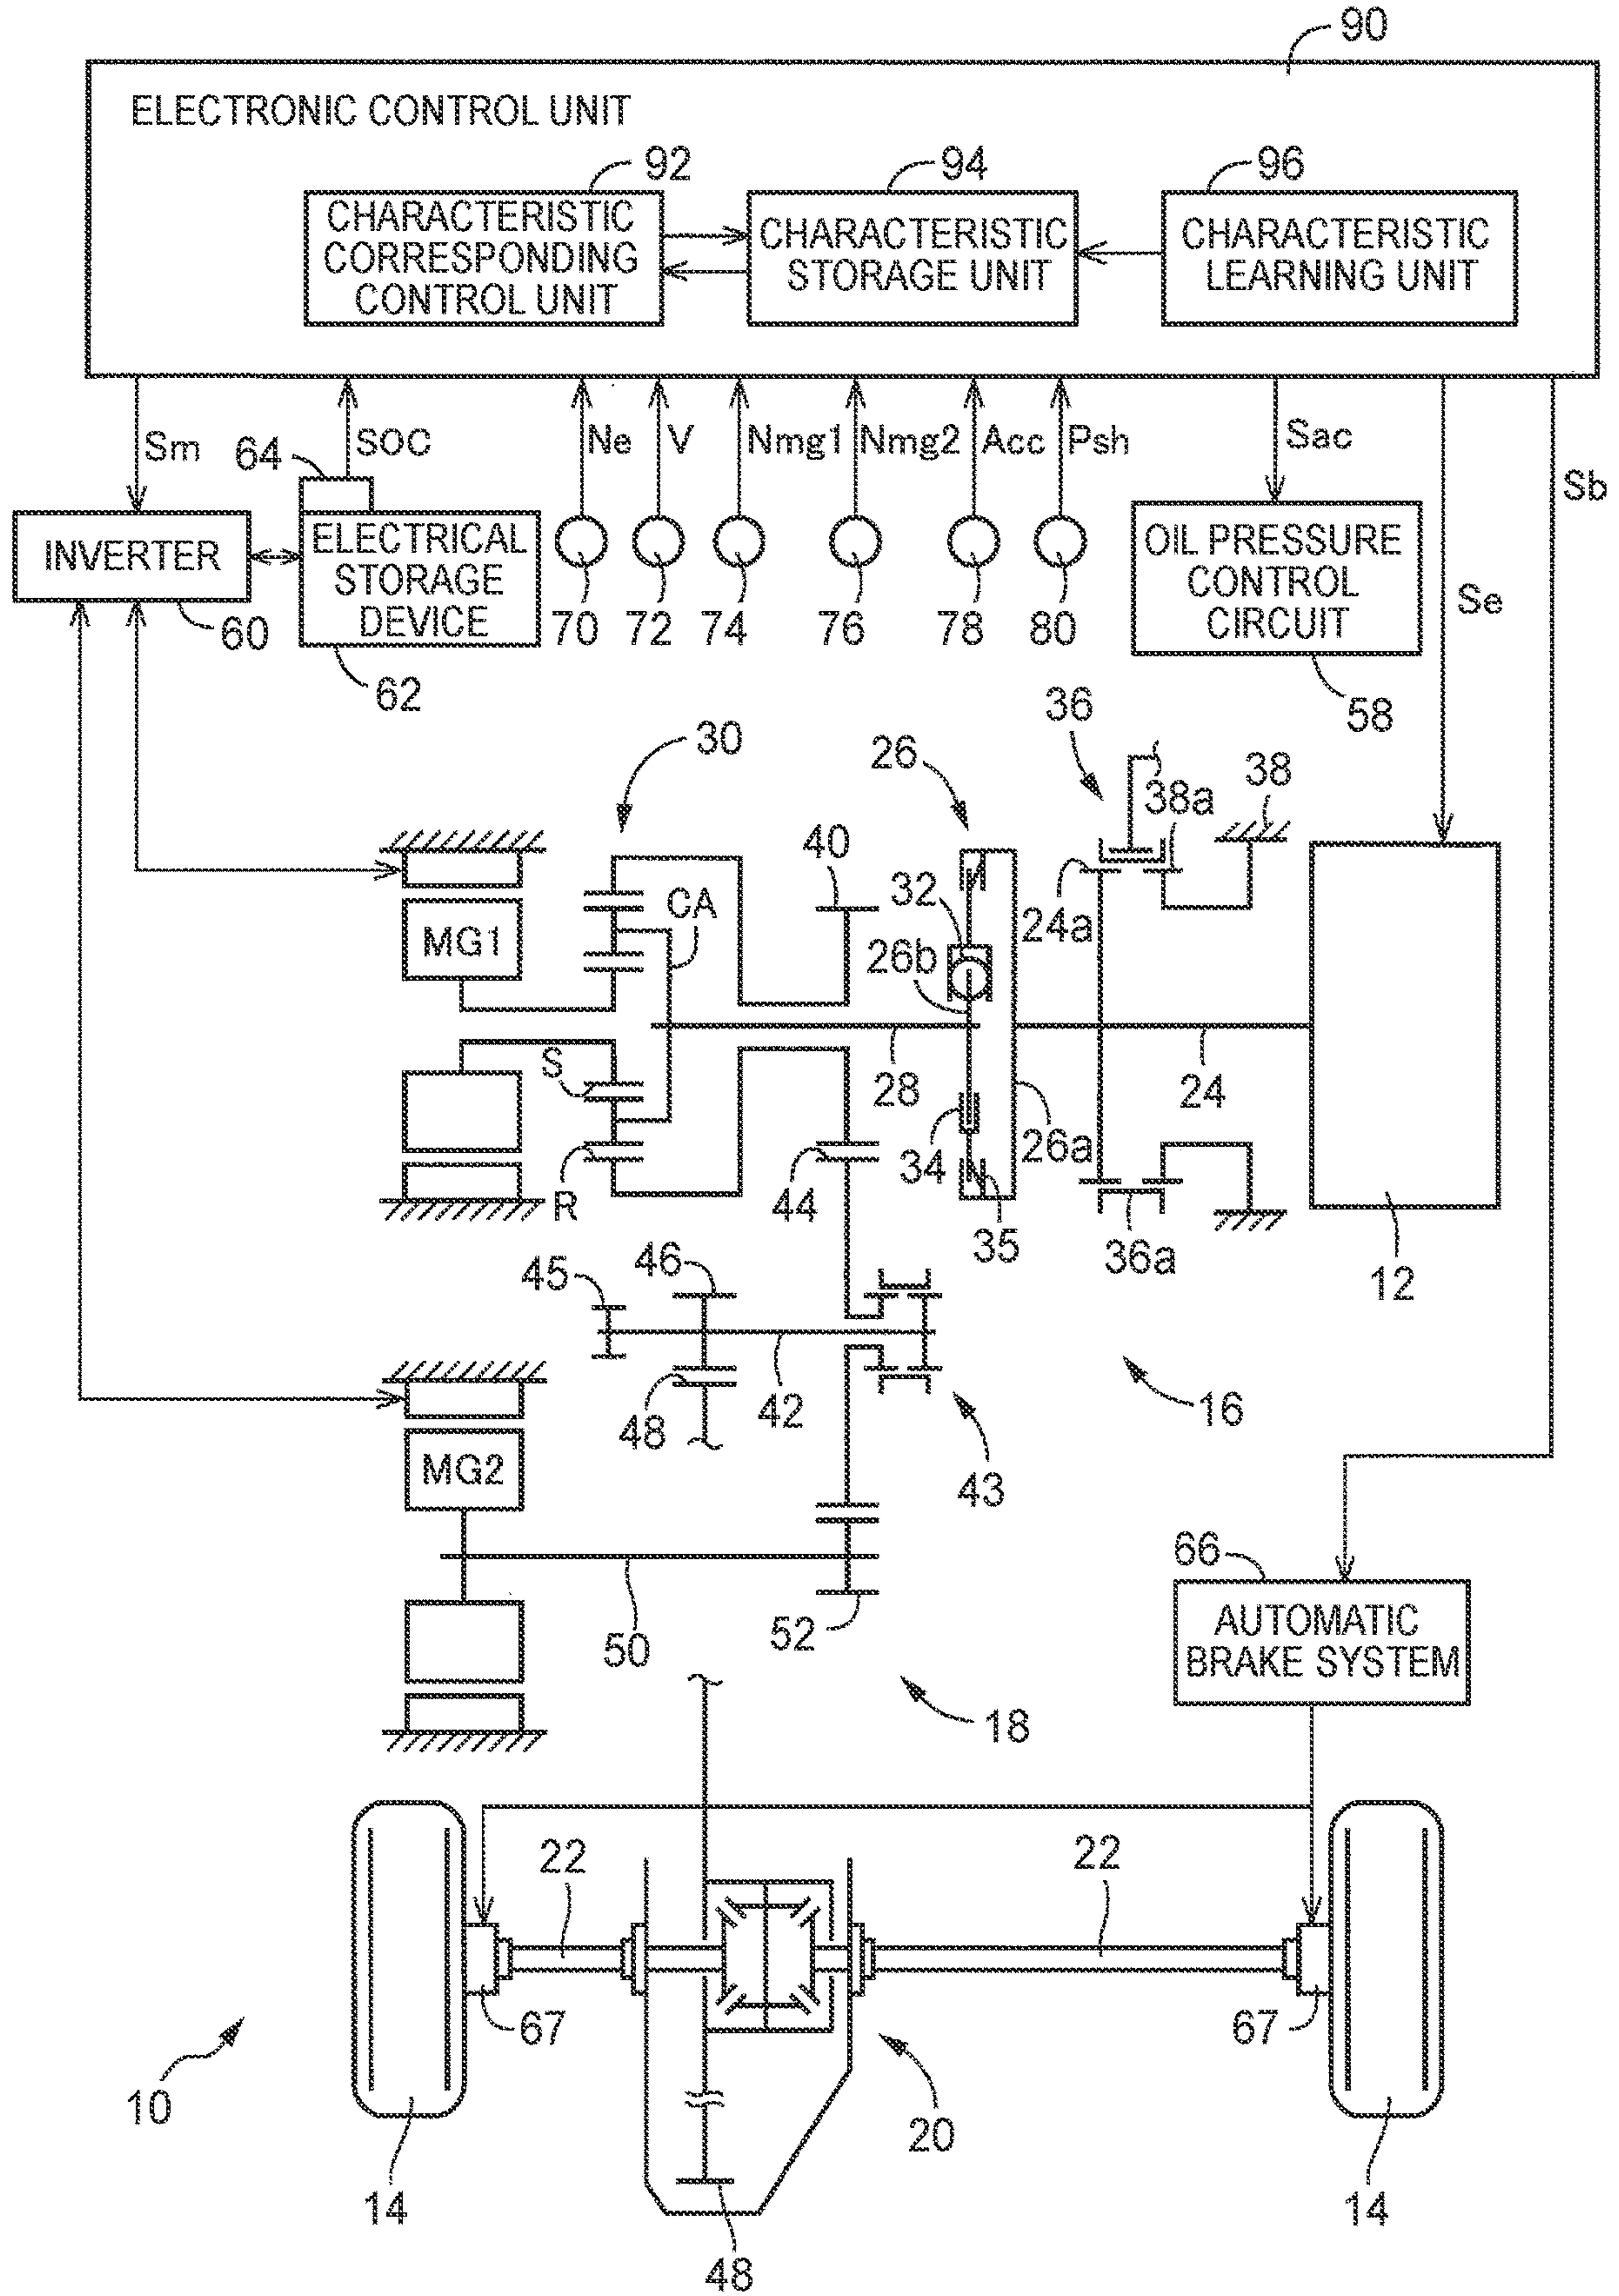 90
ELECTRONIC CONTROL UNIT
92
94
96
CHARACTERISTIC
CORRESPONDING
CONTROL UNIT
CHARACTERISTIC
STORAGE UNIT
CHARACTERISTIC
LEARNING UNIT
Sm
64
SOC
Ne
V
Nmg1
Nmg2
Acc
Psh
Sac
Sb
INVERTER
ELECTRICAL
STORAGE
DEVICE
OIL PRESSURE
CONTROL
CIRCUIT
Se
60
62
70
72
74
76
78
80
58
30
26
36
38a
38
40
32
CA
24a
26b
MG1
S
28
24
34
26a
R
44
35
36a
12
45
46
48
42
16
43
MG2
66
50
52
18
AUTOMATIC
BRAKE SYSTEM
22
22
67
67
10
20
14
14
48